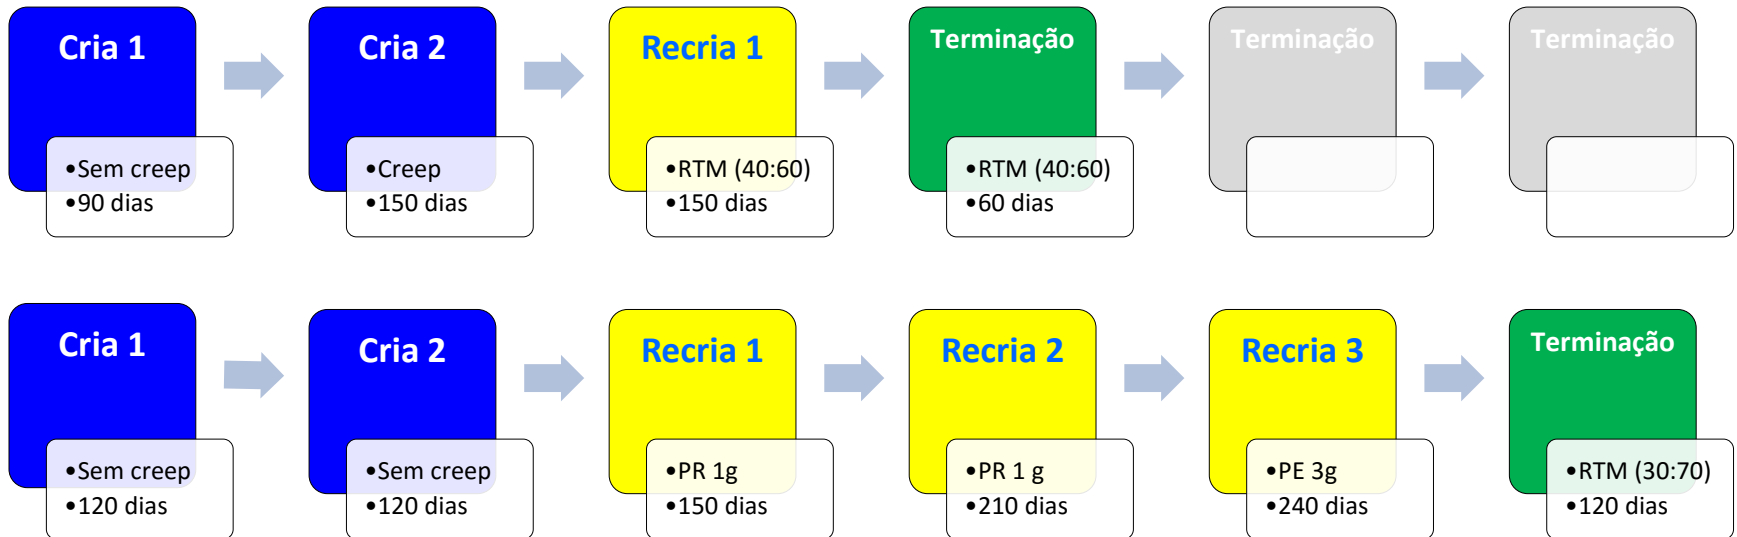 Cria 1
Cria 2
Recria 1
Terminação
Terminação
Terminação
•Sem creep
•90 dias
•Creep
•150 dias
•RTM (40:60)
•150 dias
•RTM (40:60)
•60 dias
Cria 1
Cria 2
Recria 1
Recria 2
Recria 3
Terminação
•Sem creep
•120 dias
•Sem creep
•120 dias
•PR 1g
•150 dias
•PR 1 g
•210 dias
•PE 3g
•240 dias
•RTM (30:70)
•120 dias